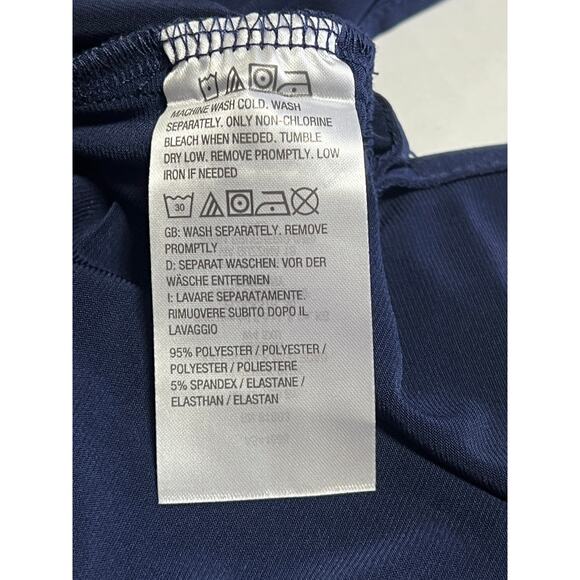 MACHINE WASH COLD. WASH
SEPARATELY. ONLY NON-CHLORINE
BLEACH WHEN NEEDED. TUMBLE
DRY LOW. REMOVE PROMPTLY. LOW
IRON IF NEEDED
30
GB: WASH SEPARATELY. REMOVE
PROMPTLY
D: SEPARAT WASCHEN. VOR DER
WÄSCHE ENTFERNEN
I: LAVARE SEPARATAMENTE.
RIMUOVERE SUBITO DOPO IL
LAVAGGIO
95% POLYESTER / POLYESTER /
POLYESTER / POLIESTERE
5% SPANDEX / ELASTANE /
ELASTHAN / ELASTAN